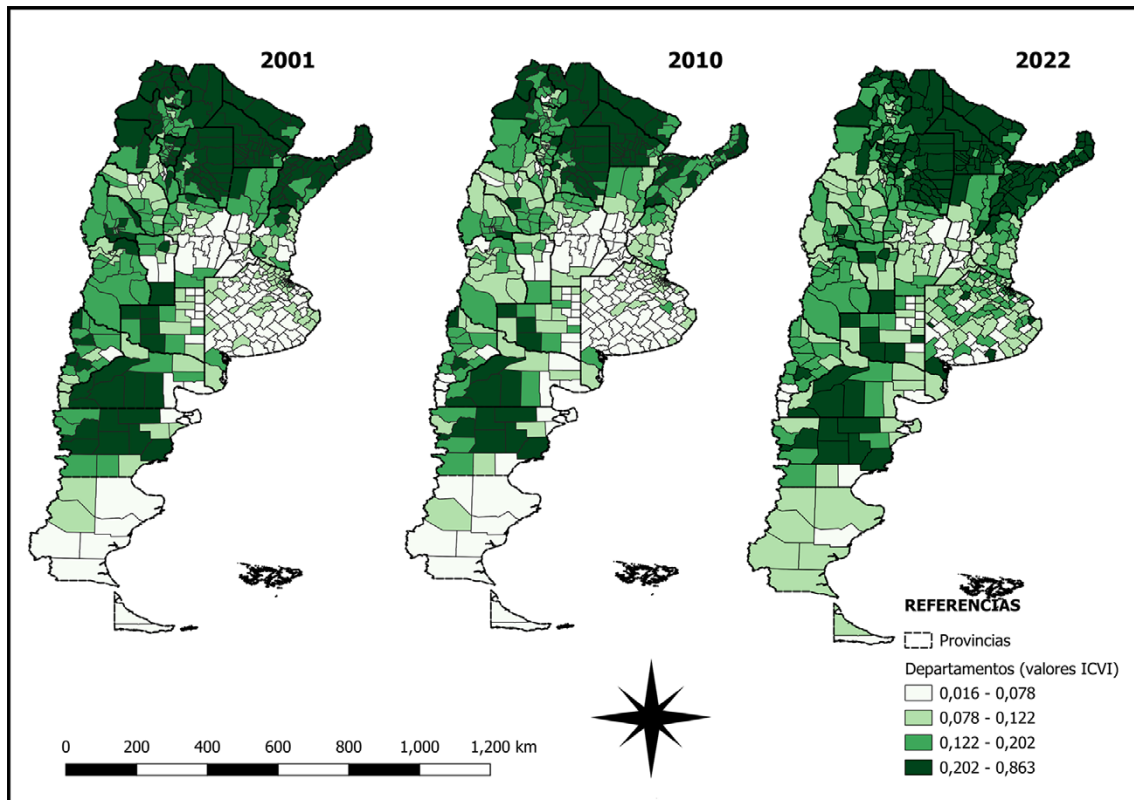 2001
2010
2022
REFERENCIAS
Provincias
Departamentos (valores ICVI)
0,016 - 0,078
0,078 - 0,122
0,122 - 0,202
0,202 - 0,863
0 200 400 600 800 1,000 1,200 km